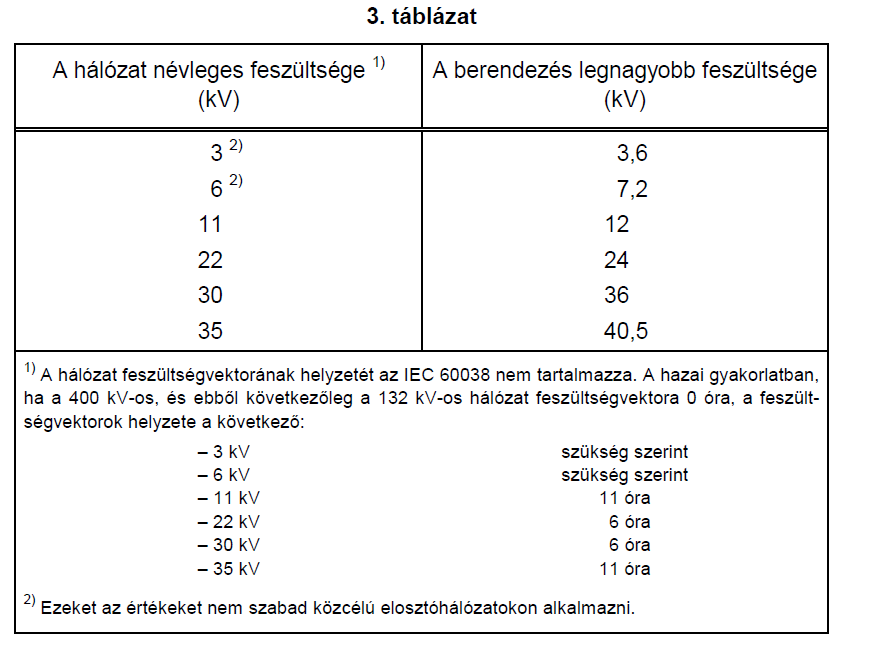 3. táblázat
A hálózat névleges feszültsége 1) A berendezés legnagyobb feszültsége
(kV) (kV)
3 2) 3,6
6 2) 7,2
11 12
22 24
30 36
35 40,5
1) A hálózat feszültségvektorának helyzetét az IEC 60038 nem tartalmazza. A hazai gyakorlatban,
ha a 400 kV-os, és ebből következőleg a 132 kV-os hálózat feszültségvektora 0 óra, a feszült-
ségvektorok helyzete a következő:
– 3 kV szükség szerint
– 6 kV szükség szerint
– 11 kV 11 óra
– 22 kV 6 óra
– 30 kV 6 óra
– 35 kV 11 óra
2) Ezeket az értékeket nem szabad közcélú elosztóhálózatokon alkalmazni.